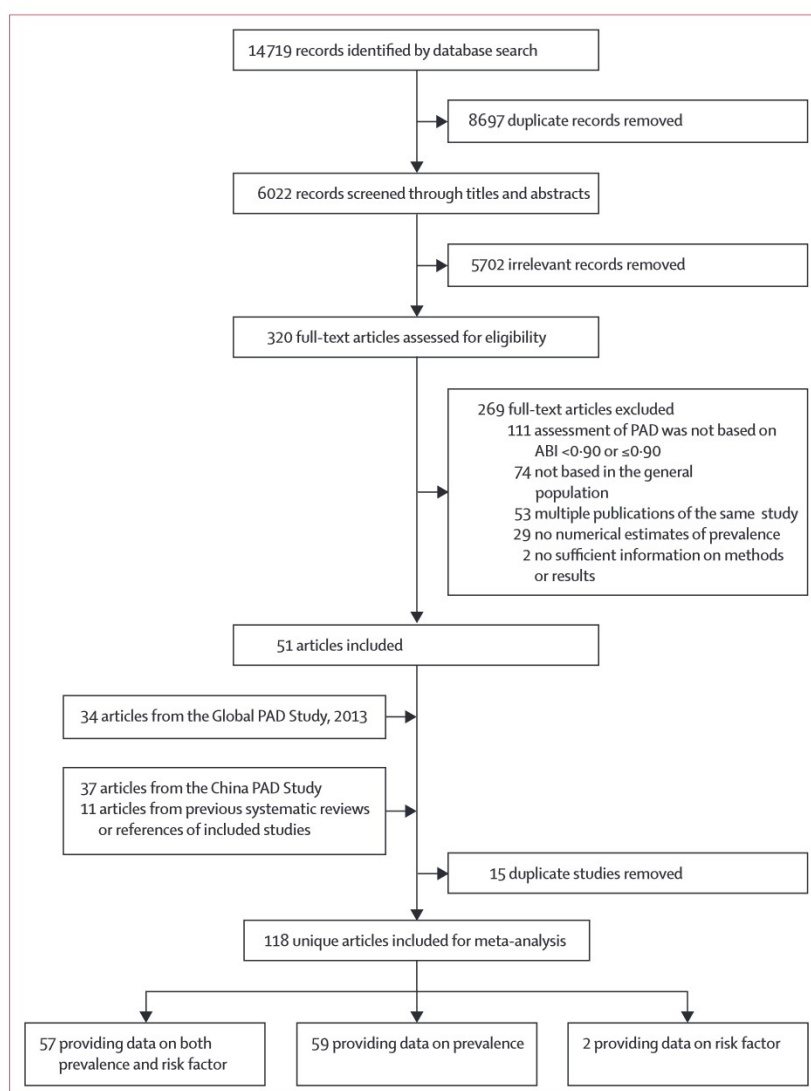 14719 records identified by database search
8697 duplicate records removed
6022 records screened through titles and abstracts
5702 irrelevant records removed
320 full-text articles assessed for eligibility
269 full-text articles excluded
111 assessment of PAD was not based on
ABI <0·90 or ≤0·90
74 not based in the general
population
53 multiple publications of the same study
29 no numerical estimates of prevalence
2 no sufficient information on methods
or results
51 articles included
34 articles from the Global PAD Study, 2013
37 articles from the China PAD Study
11 articles from previous systematic reviews
or references of included studies
15 duplicate studies removed
118 unique articles included for meta-analysis
57 providing data on both
prevalence and risk factor
59 providing data on prevalence
2 providing data on risk factor